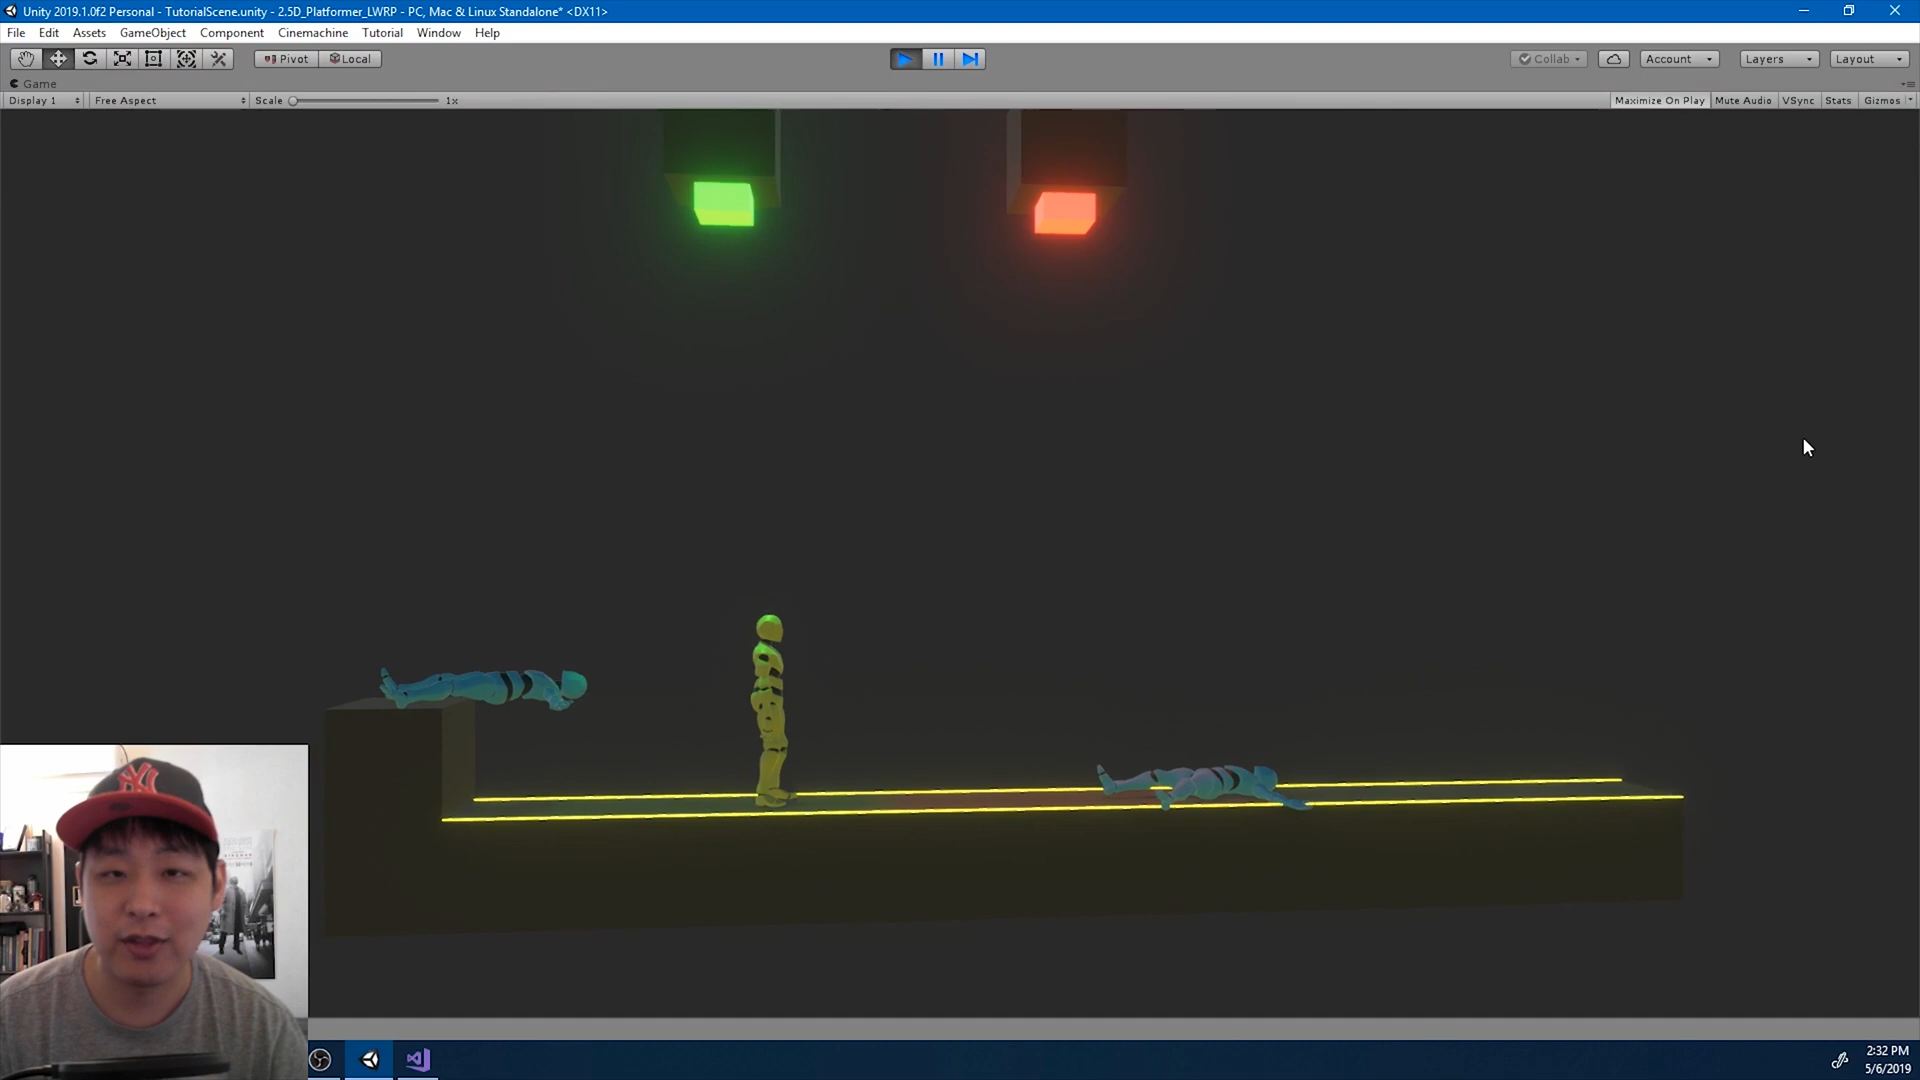 Unity 2019.1.0f2 Personal - TutorialScene.unity - 2.5D_Platformer_LWRP - PC, Mac & Linux Standalone* <DX11>
File Edit Assets GameObject Component Cinemachine Tutorial Window Help
Pivot Local Collab Account Layers Layout
Game
Display 1 Free Aspect Scale 1x Maximize On Play Mute Audio VSync Stats Gizmos
NY
2:32 PM
5/6/2019